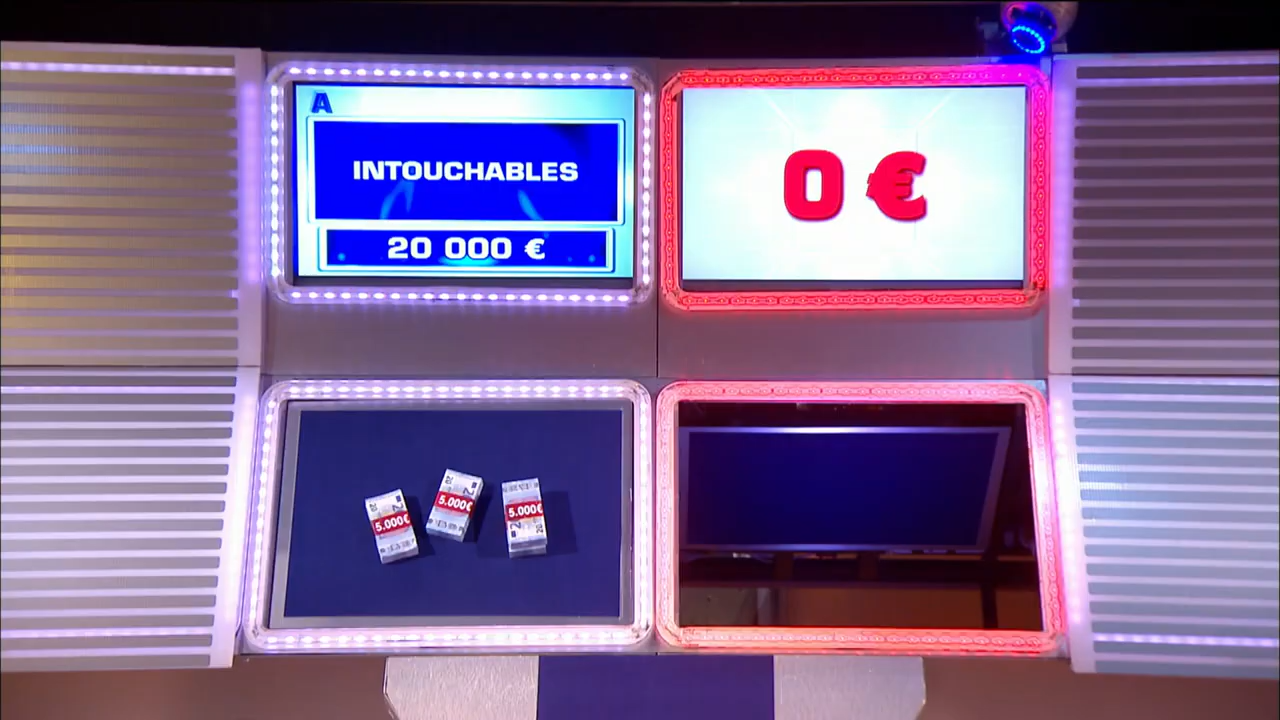 A
INTOUCHABLES
20 000 €
0 €
5.000€
5.000€
5.000€